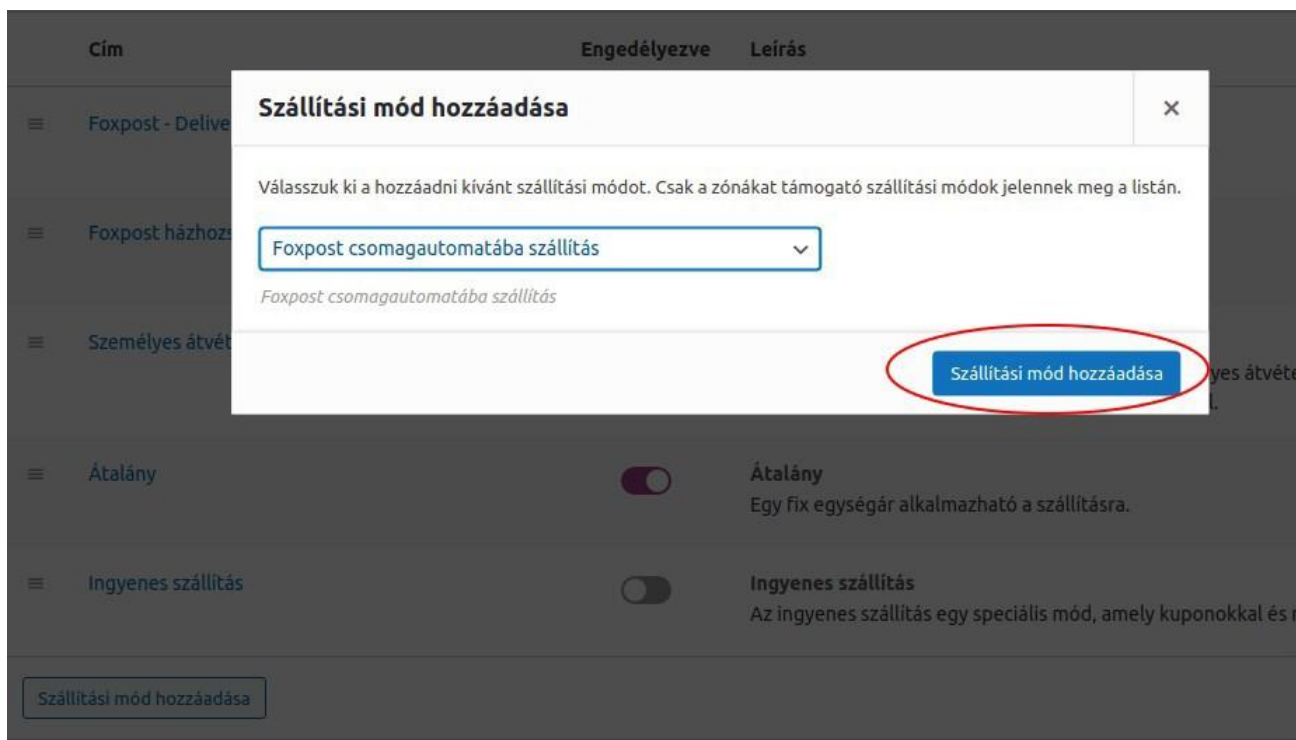 Cím Engedélyezve Leírás
Szállítási mód hozzáadása ×
Foxpost - Delive
Válasszuk ki a hozzáadni kívánt szállítási módot. Csak a zónákat támogató szállítási módok jelennek meg a listán.
Foxpost házhozs
Foxpost csomagautomatába szállítás
Foxpost csomagautomatába szállítás
Személyes átvét
Szállítási mód hozzáadása
yes átvéte
l.
Átalány Átalány
Egy fix egységár alkalmazható a szállításra.
Ingyenes szállítás Ingyenes szállítás
Az ingyenes szállítás egy speciális mód, amely kuponokkal és
Szállítási mód hozzáadása